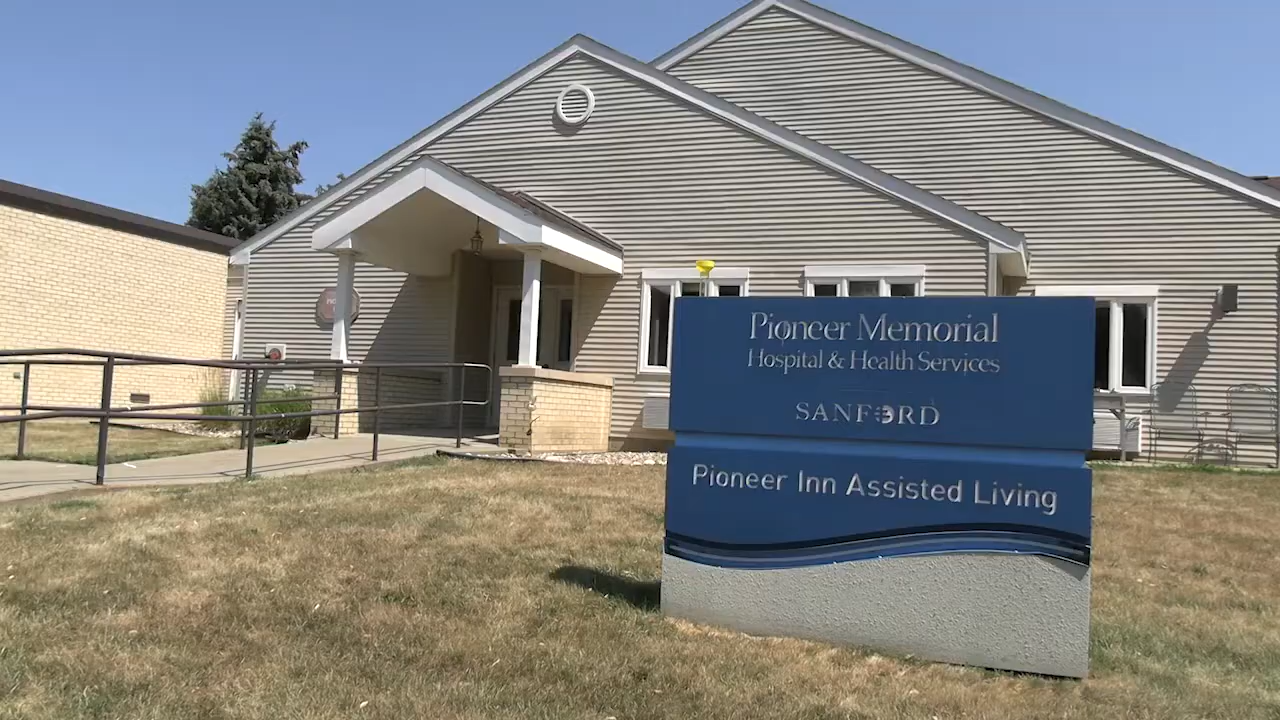 Pioneer Memorial
Hospital & Health Services
SANFORD
Pioneer Inn Assisted Living